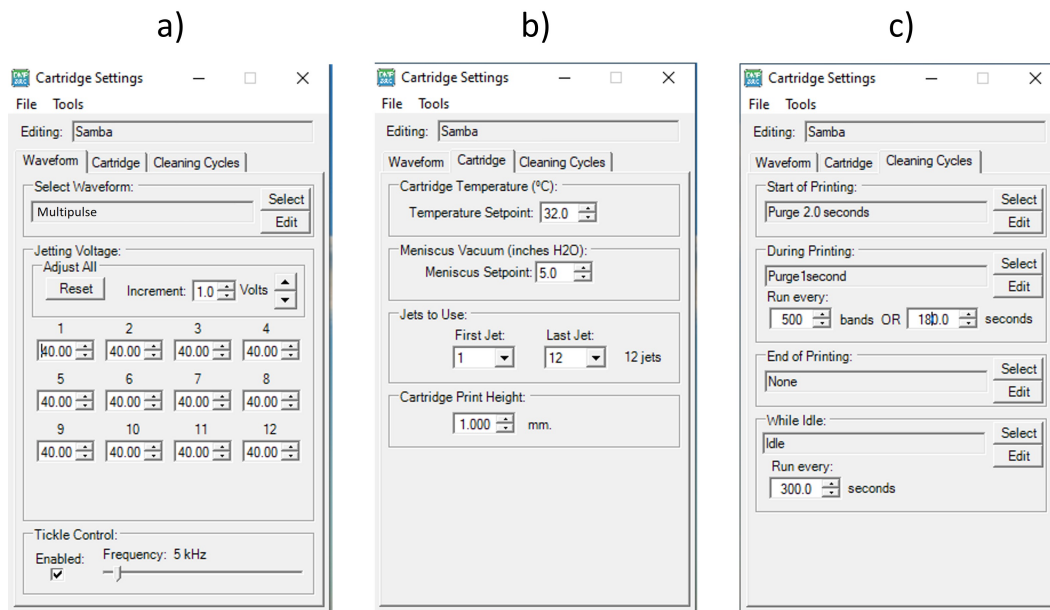 a)
Cartridge Settings
File Tools
Editing: Samba
Waveform Cartridge Cleaning Cycles
Select Waveform:
Multipulse
Select
Edit
Jetting Voltage:
Adjust All
Reset Increment: 1.0 Volts
1 2 3 4
40.00 40.00 40.00 40.00
5 6 7 8
40.00 40.00 40.00 40.00
9 10 11 12
40.00 40.00 40.00 40.00
Tickle Control:
Enabled: Frequency: 5 kHz
b)
Cartridge Settings
File Tools
Editing: Samba
Waveform Cartridge Cleaning Cycles
Cartridge Temperature (ºC):
Temperature Setpoint: 32.0
Meniscus Vacuum (inches H2O):
Meniscus Setpoint: 5.0
Jets to Use:
First Jet: Last Jet:
1 12 12 jets
Cartridge Print Height:
1.000 mm.
c)
Cartridge Settings
File Tools
Editing: Samba
Waveform Cartridge Cleaning Cycles
Start of Printing:
Purge 2.0 seconds
Select
Edit
During Printing:
Purge1second
Select
Edit
Run every:
500 bands OR 180.0 seconds
End of Printing:
None
Select
Edit
While Idle:
Idle
Select
Edit
Run every:
300.0 seconds